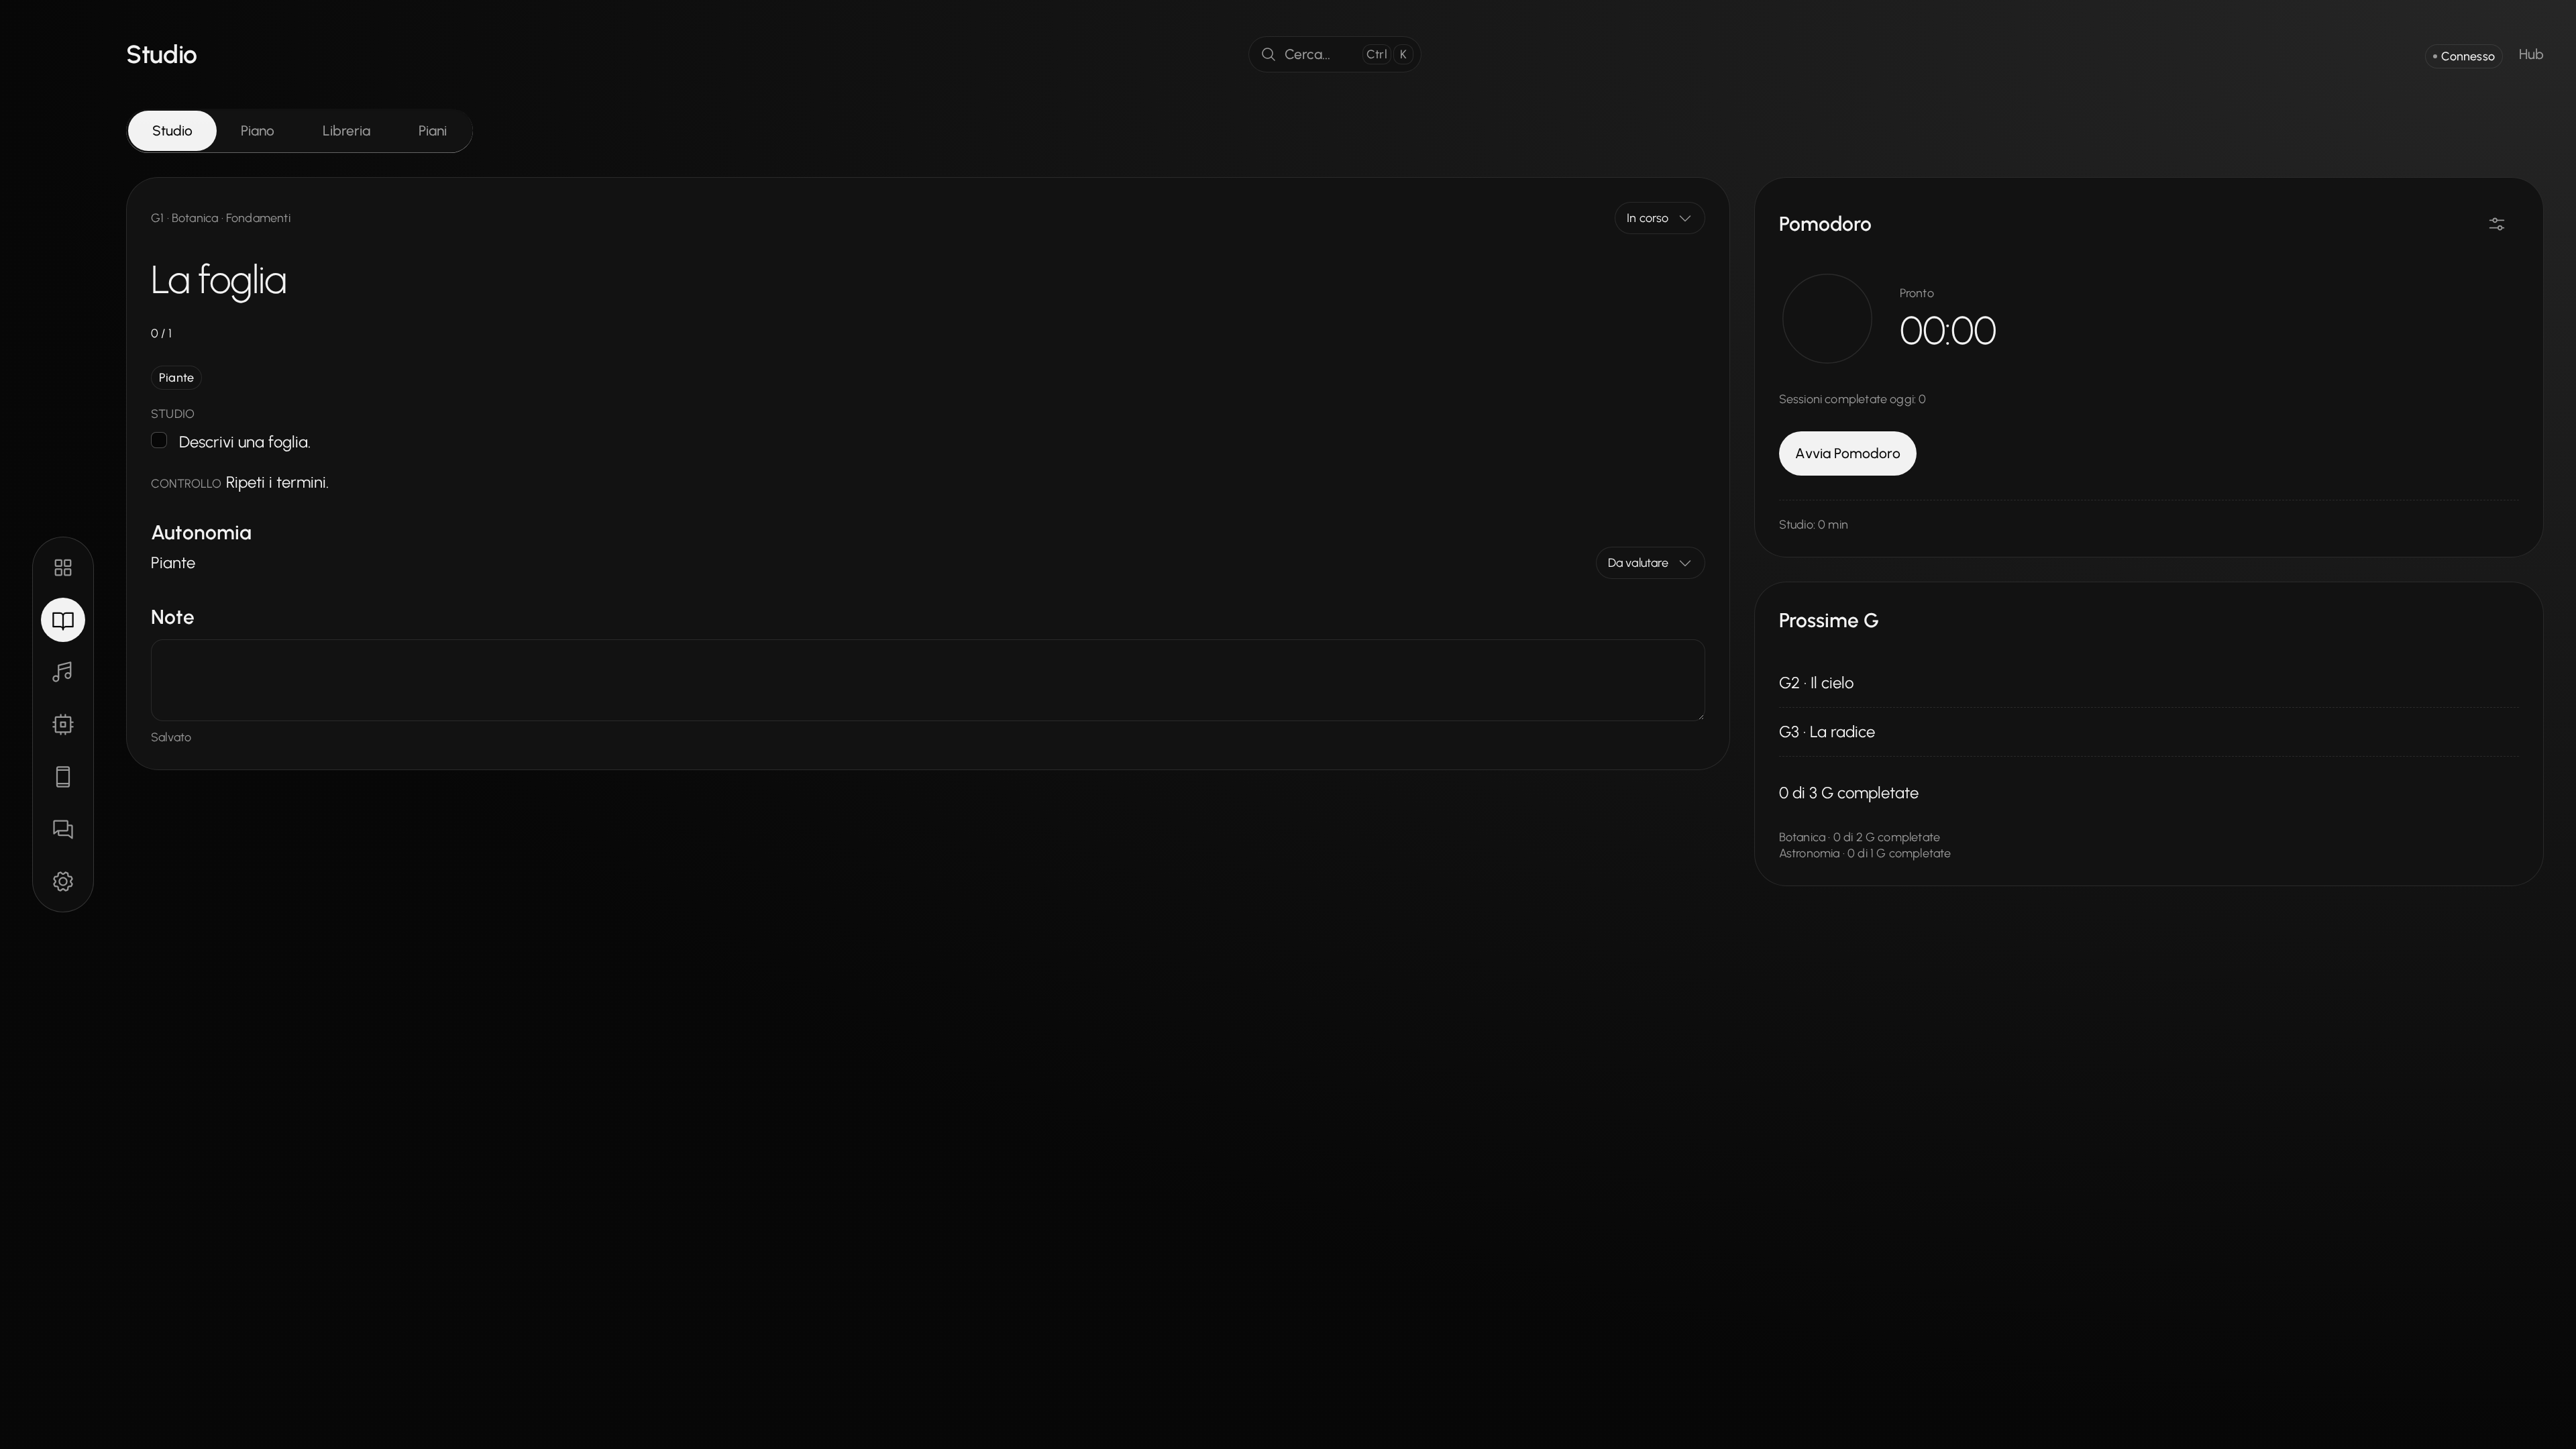 Studio
Cerca...
Ctrl K
Connesso
Hub
Studio
Piano
Libreria
Piani
G1 · Botanica · Fondamenti
In corso
La foglia
0 / 1
Piante
STUDIO
Descrivi una foglia.
CONTROLLO Ripeti i termini.
Autonomia
Piante
Da valutare
Note
Salvato
Pomodoro
Pronto
00:00
Sessioni completate oggi: 0
Avvia Pomodoro
Studio: 0 min
Prossime G
G2 · Il cielo
G3 · La radice
0 di 3 G completate
Botanica · 0 di 2 G completate
Astronomia · 0 di 1 G completate